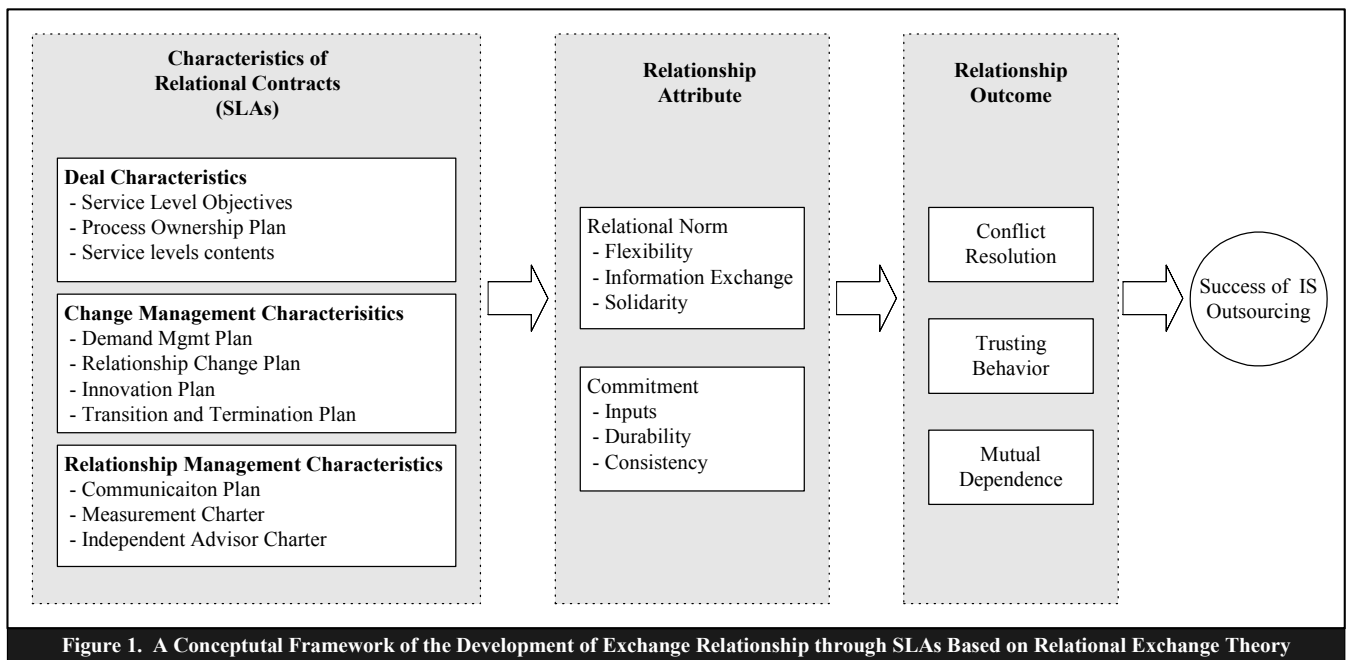 Characteristics of
Relational Contracts
(SLAs)
Deal Characteristics
- Service Level Objectives
- Process Ownership Plan
- Service levels contents
Change Management Characterisitics
- Demand Mgmt Plan
- Relationship Change Plan
- Innovation Plan
- Transition and Termination Plan
Relationship Management Characteristics
- Communicaiton Plan
- Measurement Charter
- Independent Advisor Charter
Relationship
Attribute
Relational Norm
- Flexibility
- Information Exchange
- Solidarity
Commitment
- Inputs
- Durability
- Consistency
Relationship
Outcome
Conflict
Resolution
Trusting
Behavior
Mutual
Dependence
Success of IS
Outsourcing
Figure 1. A Conceptutal Framework of the Development of Exchange Relationship through SLAs Based on Relational Exchange Theory